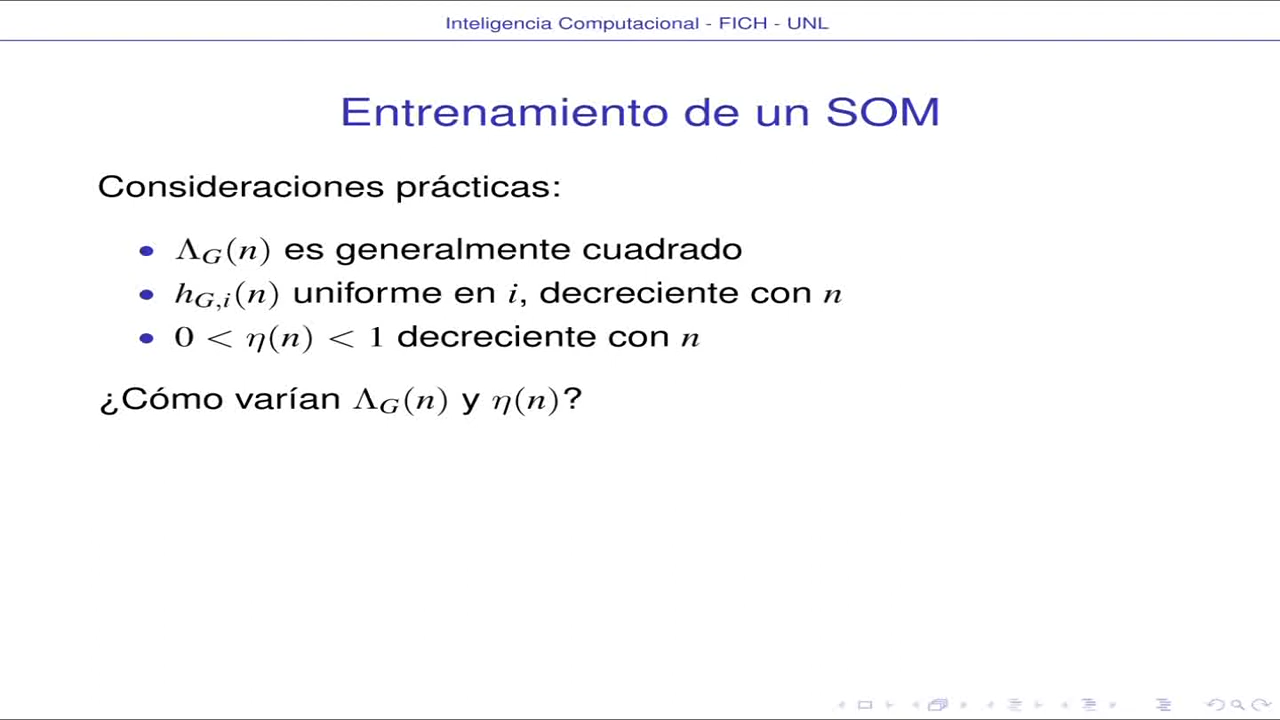 Inteligencia Computacional - FICH - UNL
Entrenamiento de un SOM
Consideraciones prácticas:
• Λ_G(n) es generalmente cuadrado
• h_{G,i}(n) uniforme en i, decreciente con n
• 0 < η(n) < 1 decreciente con n
¿Cómo varían Λ_G(n) y η(n)?